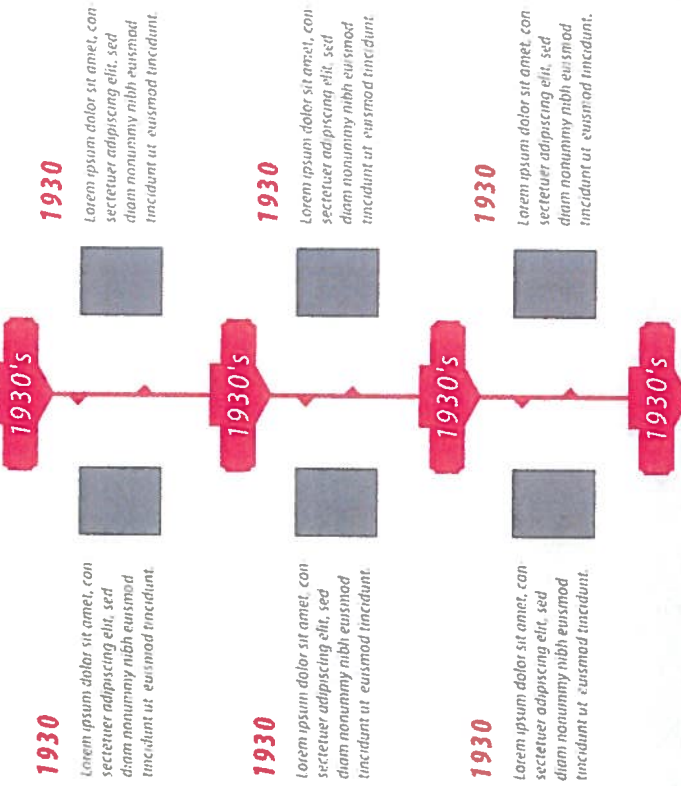 1930's
1930
Lorem ipsum dolor sit amet, con-
sectetuer adipiscing elit, sed
diam nonummy nibh euismod
tincidunt ut euismod tincidunt.
1930
Lorem ipsum dolor sit amet, con-
sectetuer adipiscing elit, sed
diam nonummy nibh euismod
tincidunt ut euismod tincidunt.
1930's
1930
Lorem ipsum dolor sit amet, con-
sectetuer adipiscing elit, sed
diam nonummy nibh euismod
tincidunt ut euismod tincidunt.
1930
Lorem ipsum dolor sit amet, con-
sectetuer adipiscing elit, sed
diam nonummy nibh euismod
tincidunt ut euismod tincidunt.
1930's
1930
Lorem ipsum dolor sit amet, con-
sectetuer adipiscing elit, sed
diam nonummy nibh euismod
tincidunt ut euismod tincidunt.
1930
Lorem ipsum dolor sit amet, con-
sectetuer adipiscing elit, sed
diam nonummy nibh euismod
tincidunt ut euismod tincidunt.
1930's